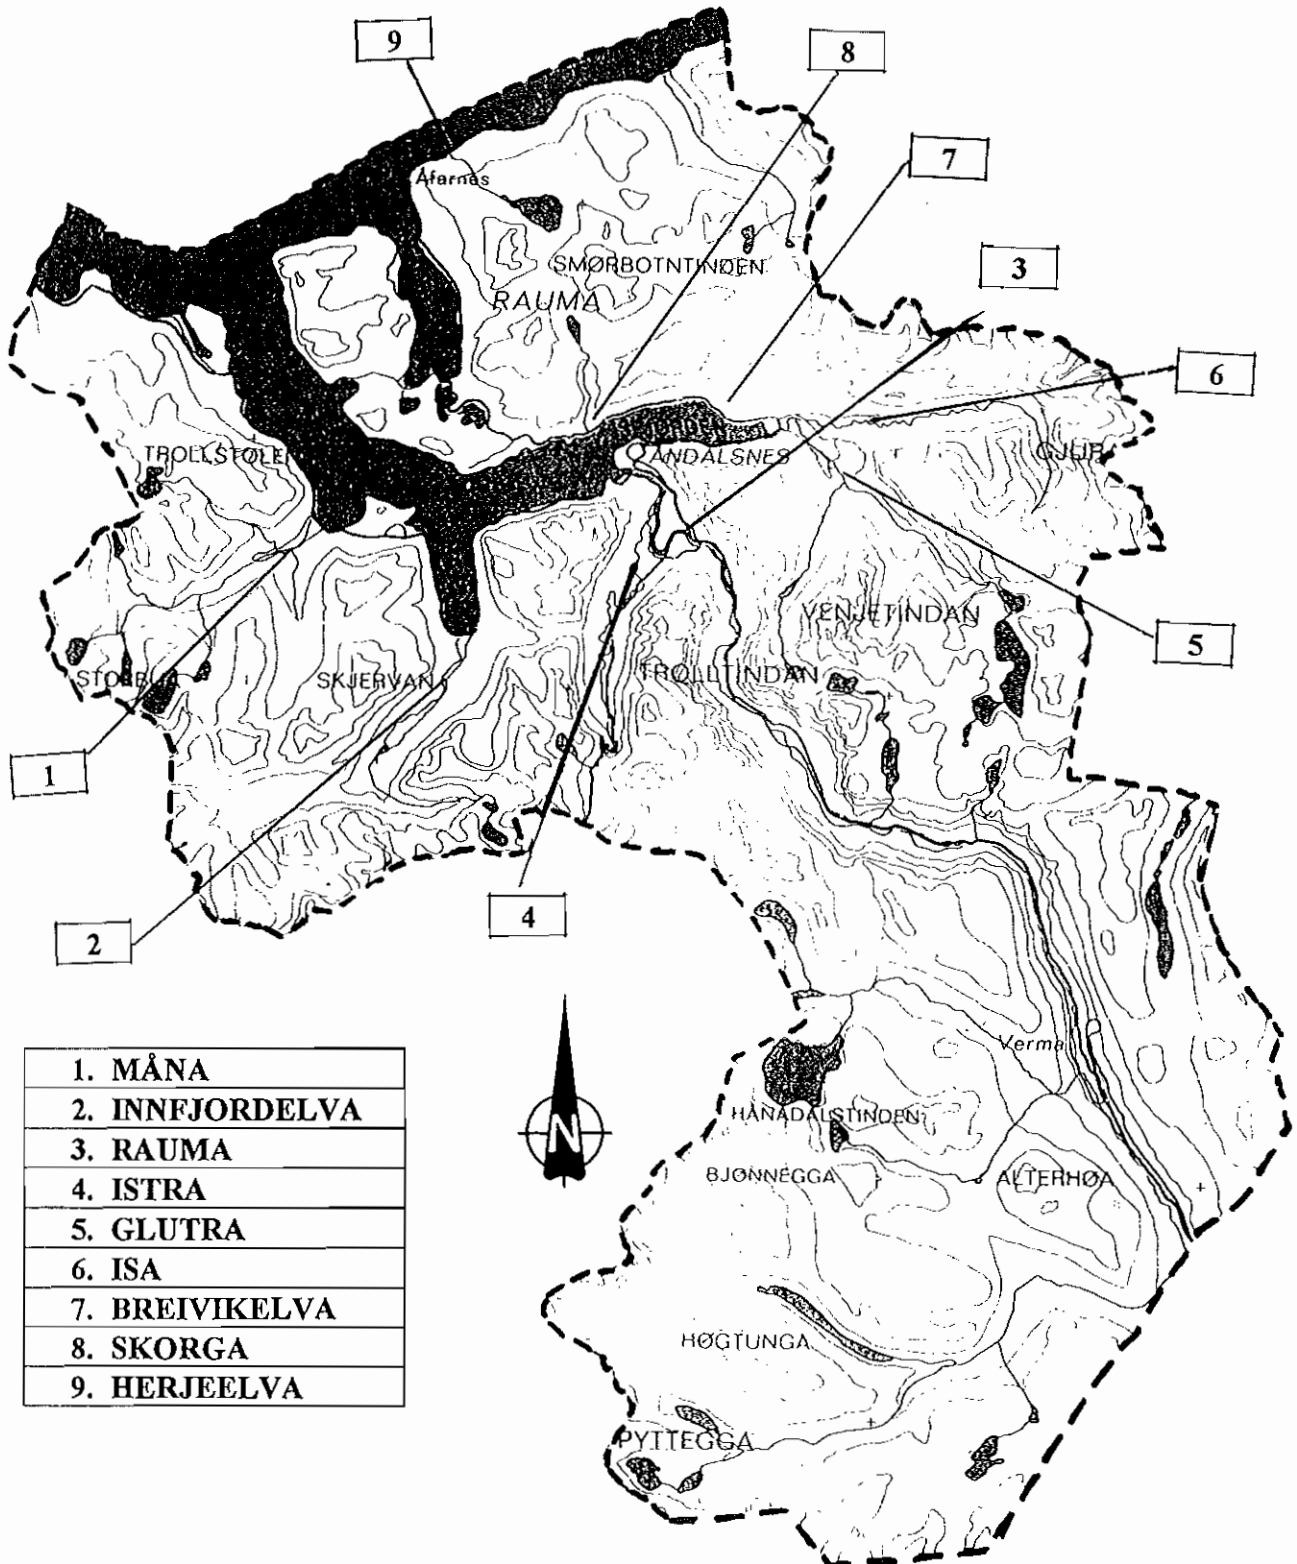 9
8
7
Åfarnes
3
SMØRBOTNTINDEN
RAUMA
6
TROLLSTOLEN
ÅNDALSNES
GJUR
VENJETINDAN
5
STORBU
SKJERVAN
TROLLTINDAN
1
4
2
Verma
1. MÅNA
2. INNFJORDELVA
3. RAUMA
4. ISTRA
5. GLUTRA
6. ISA
7. BREIVIKELVA
8. SKORGA
9. HERJEELVA
N
HÅNADALSTINDEN
BJØNNEGGA
ALTERHØA
HØGTUNGA
PYTTEGGA